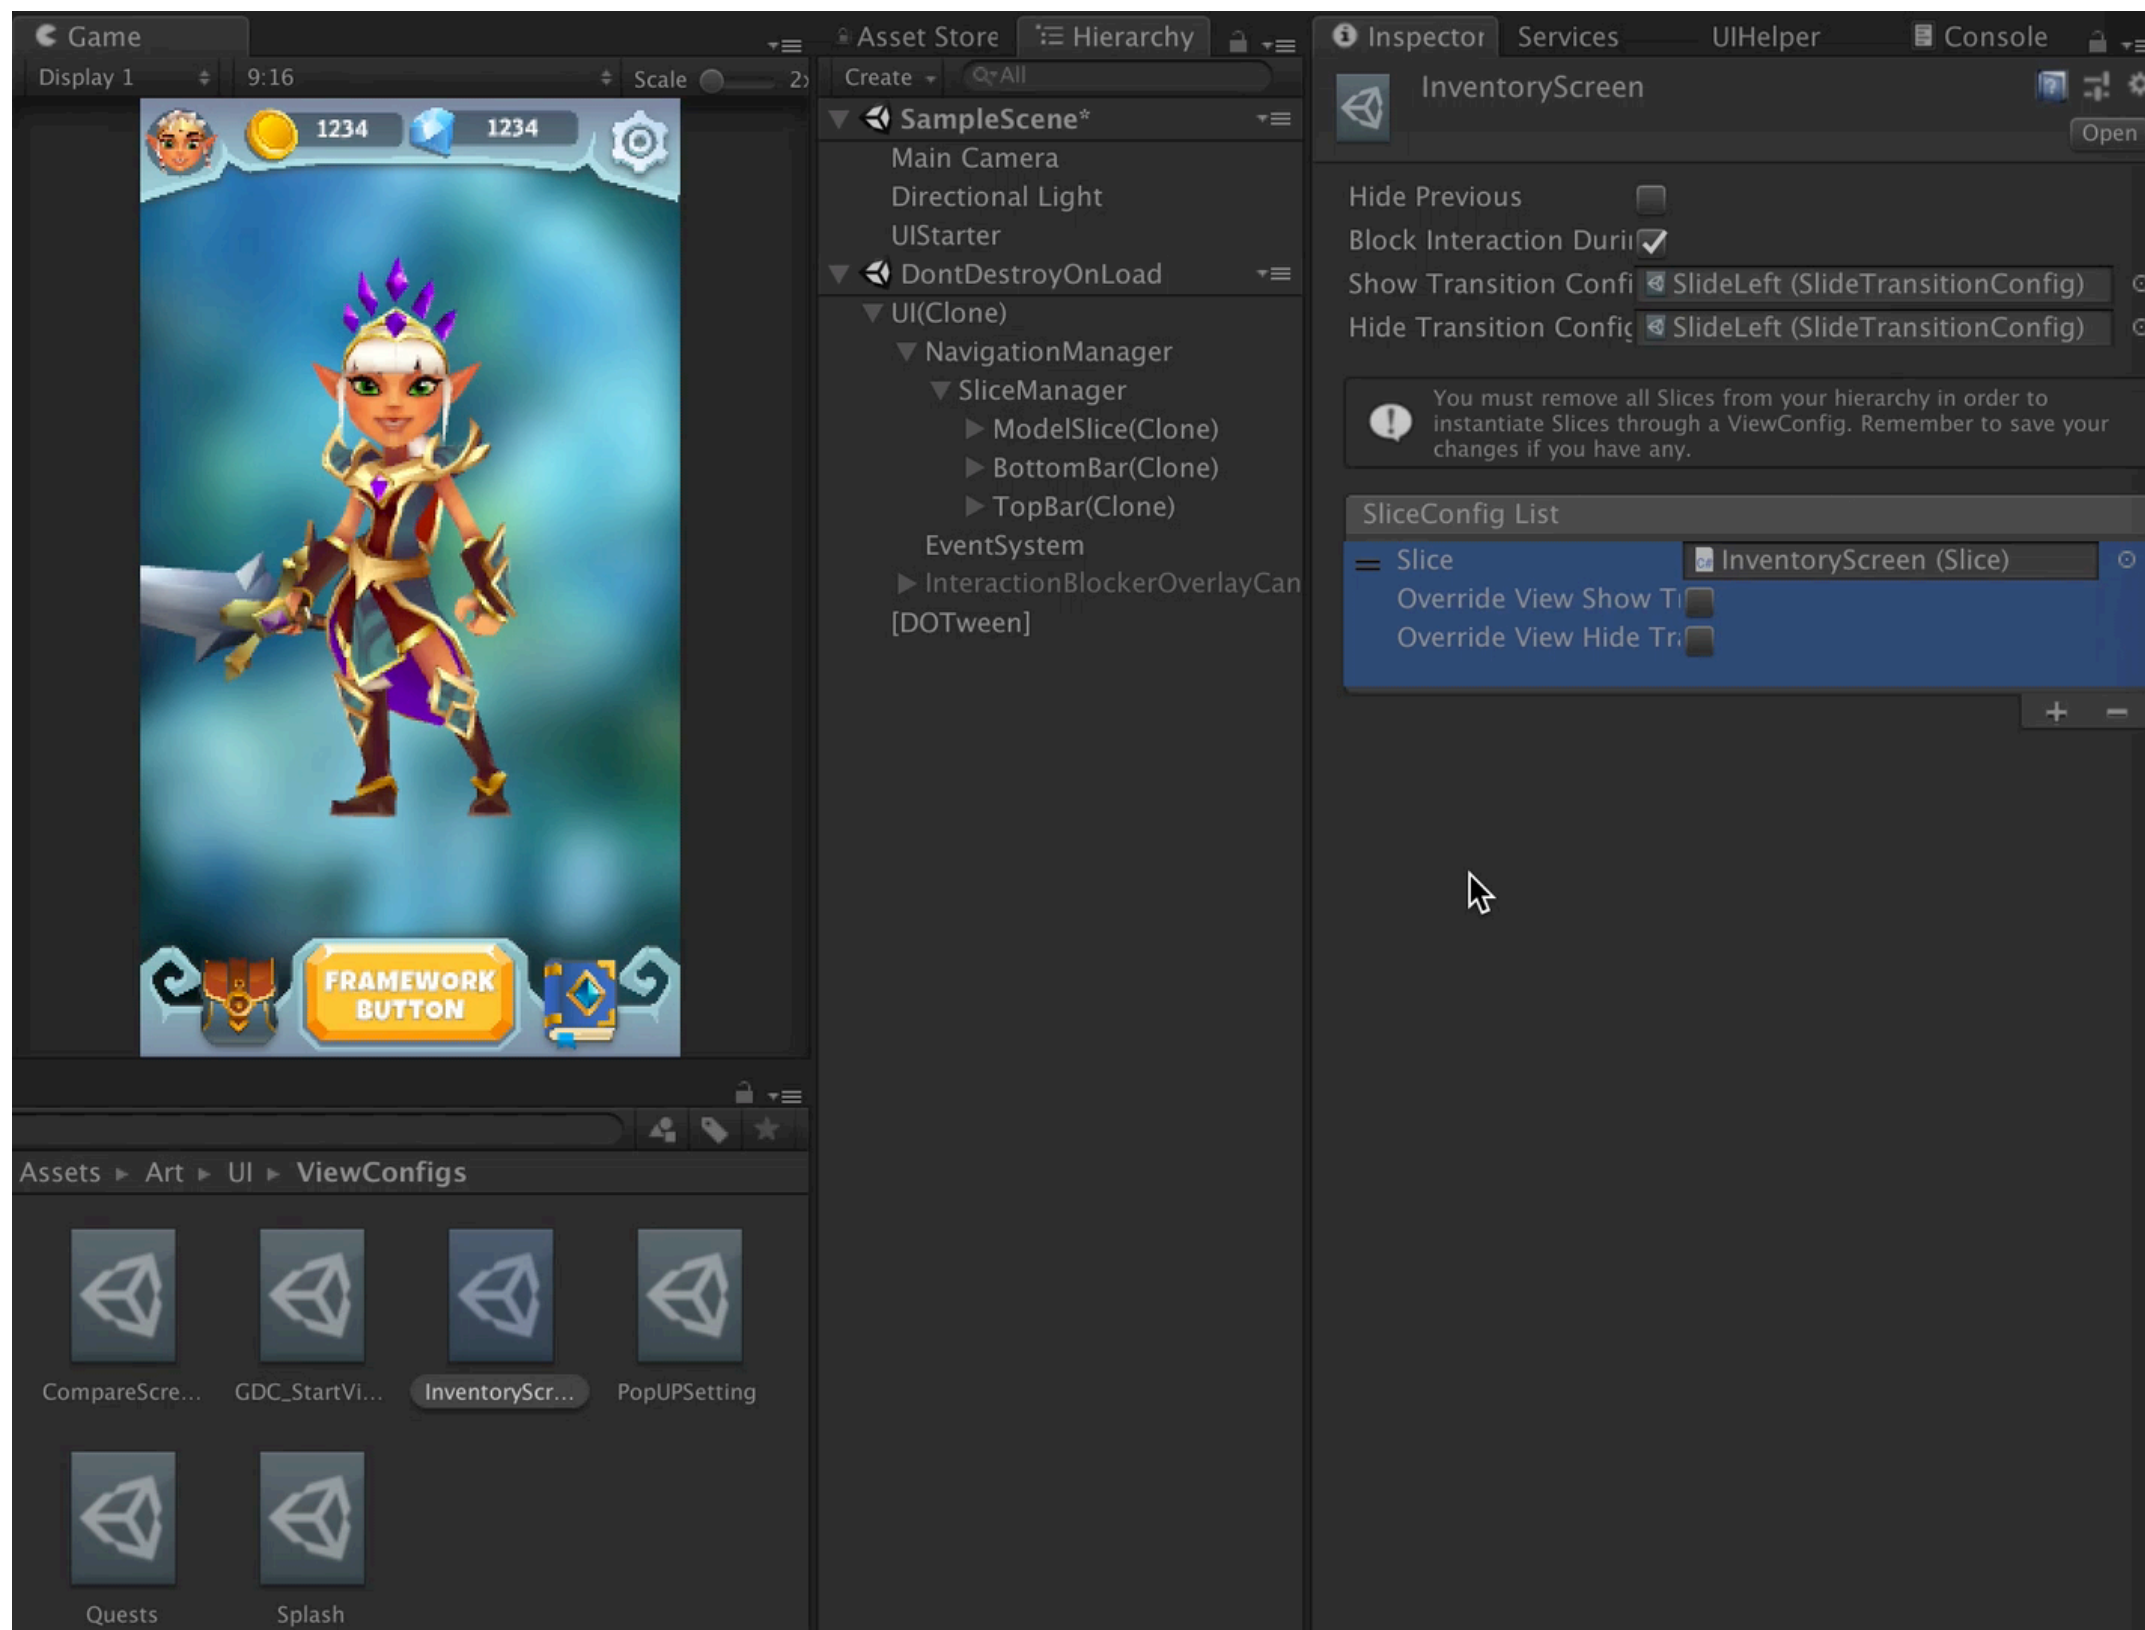 Game
Display 1
9:16
Scale
2x
1234
1234
FRAMEWORK
BUTTON
Assets
Art
UI
ViewConfigs
CompareScre...
GDC_StartVi...
InventoryScr...
PopUPSetting
Quests
Splash
Asset Store
Hierarchy
Create
All
SampleScene*
Main Camera
Directional Light
UIStarter
DontDestroyOnLoad
UI(Clone)
NavigationManager
SliceManager
ModelSlice(Clone)
BottomBar(Clone)
TopBar(Clone)
EventSystem
InteractionBlockerOverlayCan
[DOTween]
Inspector
Services
UIHelper
Console
InventoryScreen
Open
Hide Previous
Block Interaction Duri
Show Transition Confi
SlideLeft (SlideTransitionConfig)
Hide Transition Config
SlideLeft (SlideTransitionConfig)
You must remove all Slices from your hierarchy in order to
instantiate Slices through a ViewConfig. Remember to save your
changes if you have any.
SliceConfig List
Slice
InventoryScreen (Slice)
Override View Show T
Override View Hide Tra